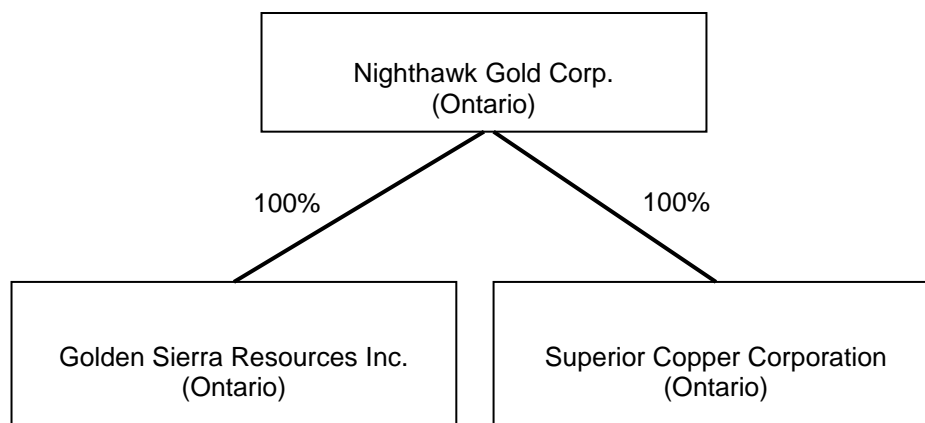 Nighthawk Gold Corp.
(Ontario)
100%
100%
Golden Sierra Resources Inc.
(Ontario)
Superior Copper Corporation
(Ontario)